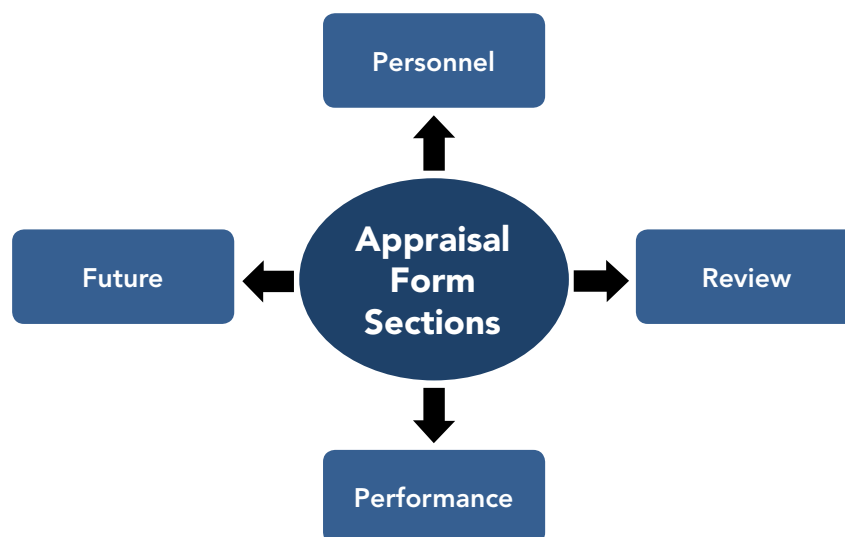 Personnel
Appraisal
Form
Sections
Future
Review
Performance